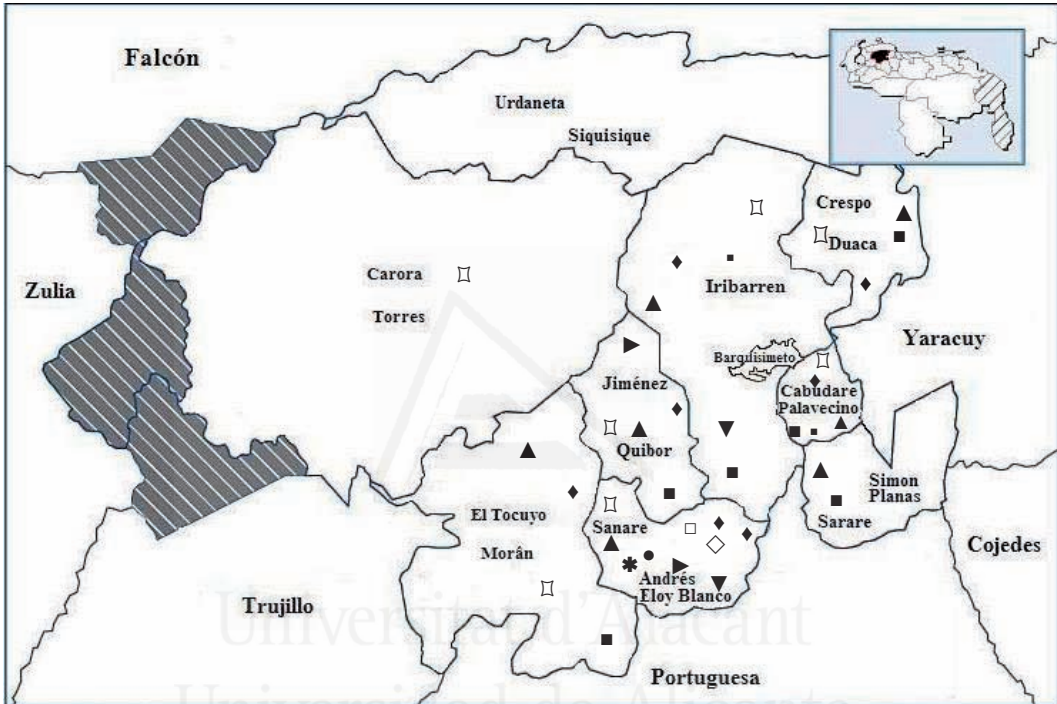 Falcón
Urdaneta
Siquisique
Crespo
Duaca
Zulia
Carora
Torres
Iribarren
Yaracuy
Barquisimeto
Jiménez
Cabudare
Palavecino
Quibor
Simon
Planas
Sarare
El Tocuyo
Sanare
Morân
Andrés
Eloy Blanco
Cojedes
Trujillo
Portuguesa
Universitat d'Alacant
Universidad de Alicante